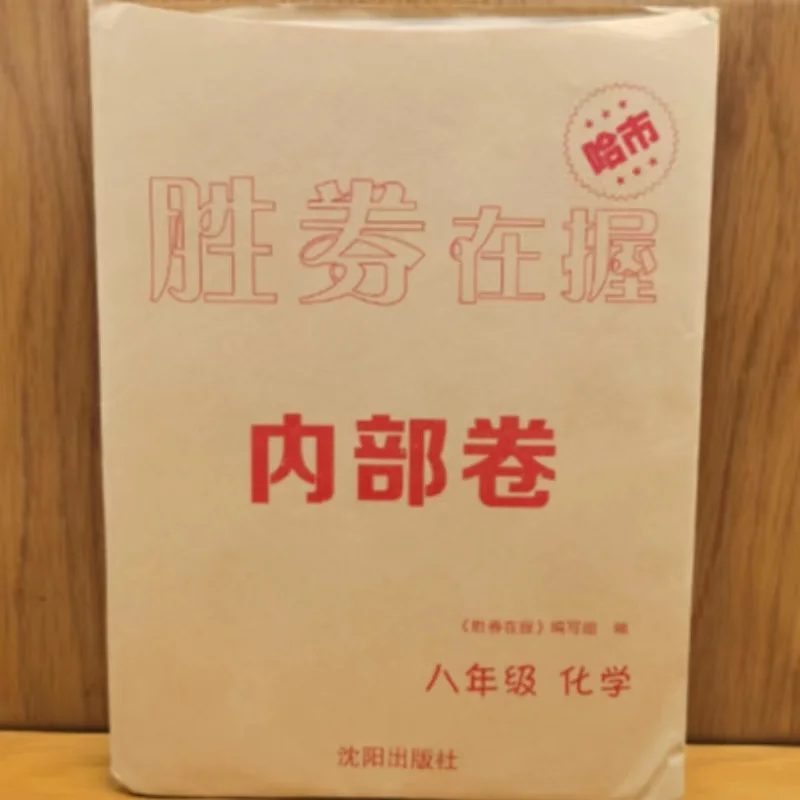 哈市
胜券在握
内部卷
《胜券在握》编写组 编
八年级 化学
沈阳出版社